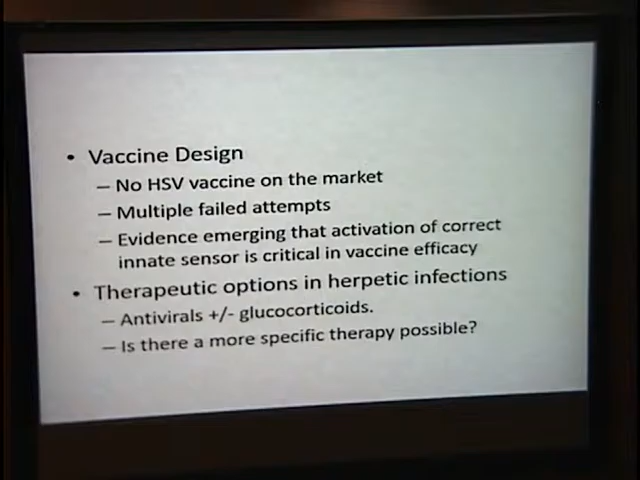 • Vaccine Design
– No HSV vaccine on the market
– Multiple failed attempts
– Evidence emerging that activation of correct
innate sensor is critical in vaccine efficacy
• Therapeutic options in herpetic infections
– Antivirals +/- glucocorticoids.
– Is there a more specific therapy possible?